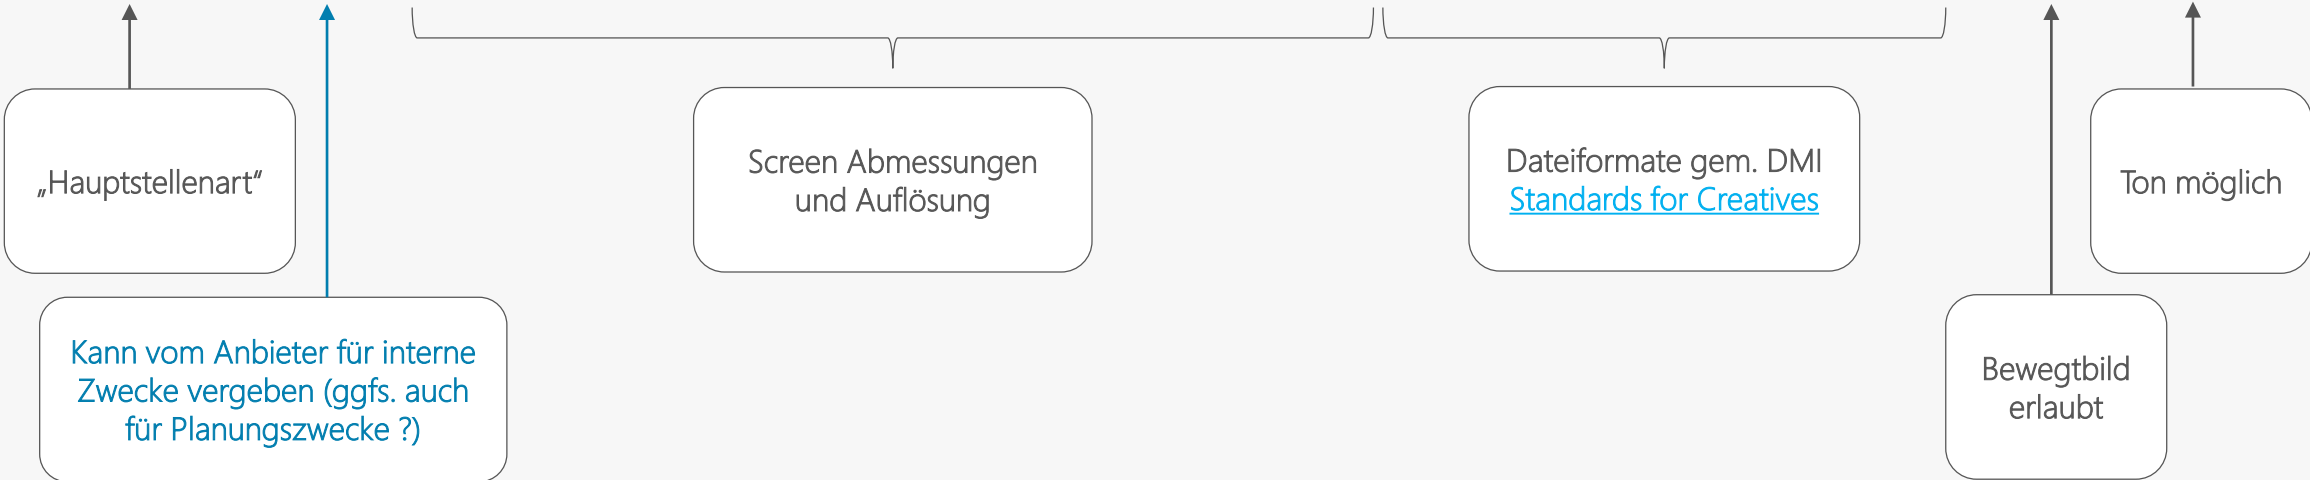 „Hauptstellenart“
Screen Abmessungen
und Auflösung
Dateiformate gem. DMI
Standards for Creatives
Ton möglich
Kann vom Anbieter für interne
Zwecke vergeben (ggfs. auch
für Planungszwecke ?)
Bewegtbild
erlaubt